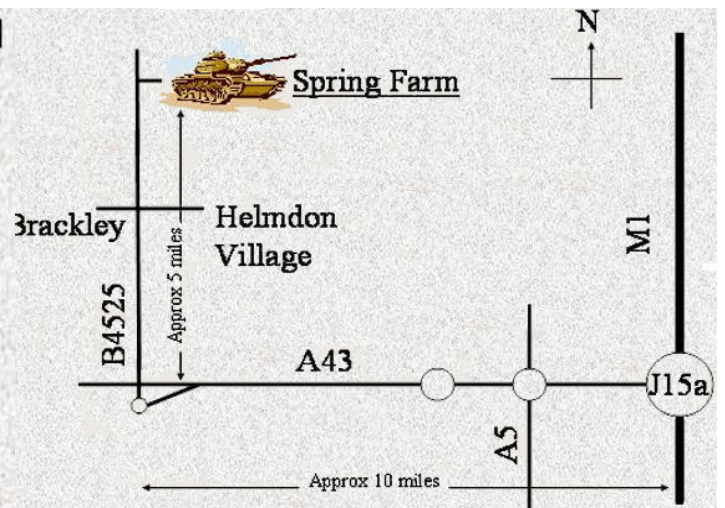 N
Spring Farm
Brackley
Helmdon
Village
M1
Approx 5 miles
B4525
A43
J15a
A5
Approx 10 miles